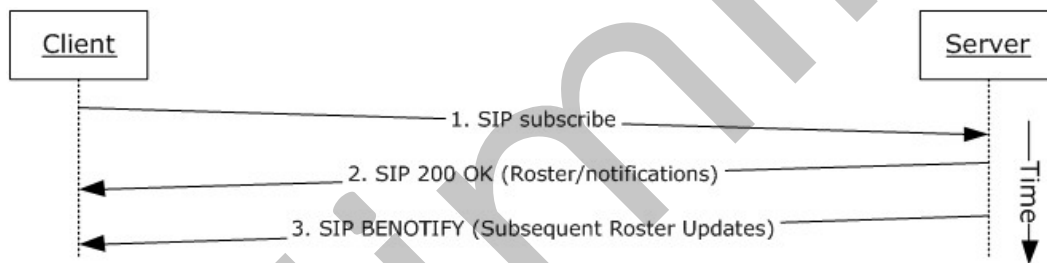 Client
Server
1. SIP subscribe
2. SIP 200 OK (Roster/notifications)
3. SIP BENOTIFY (Subsequent Roster Updates)
Time